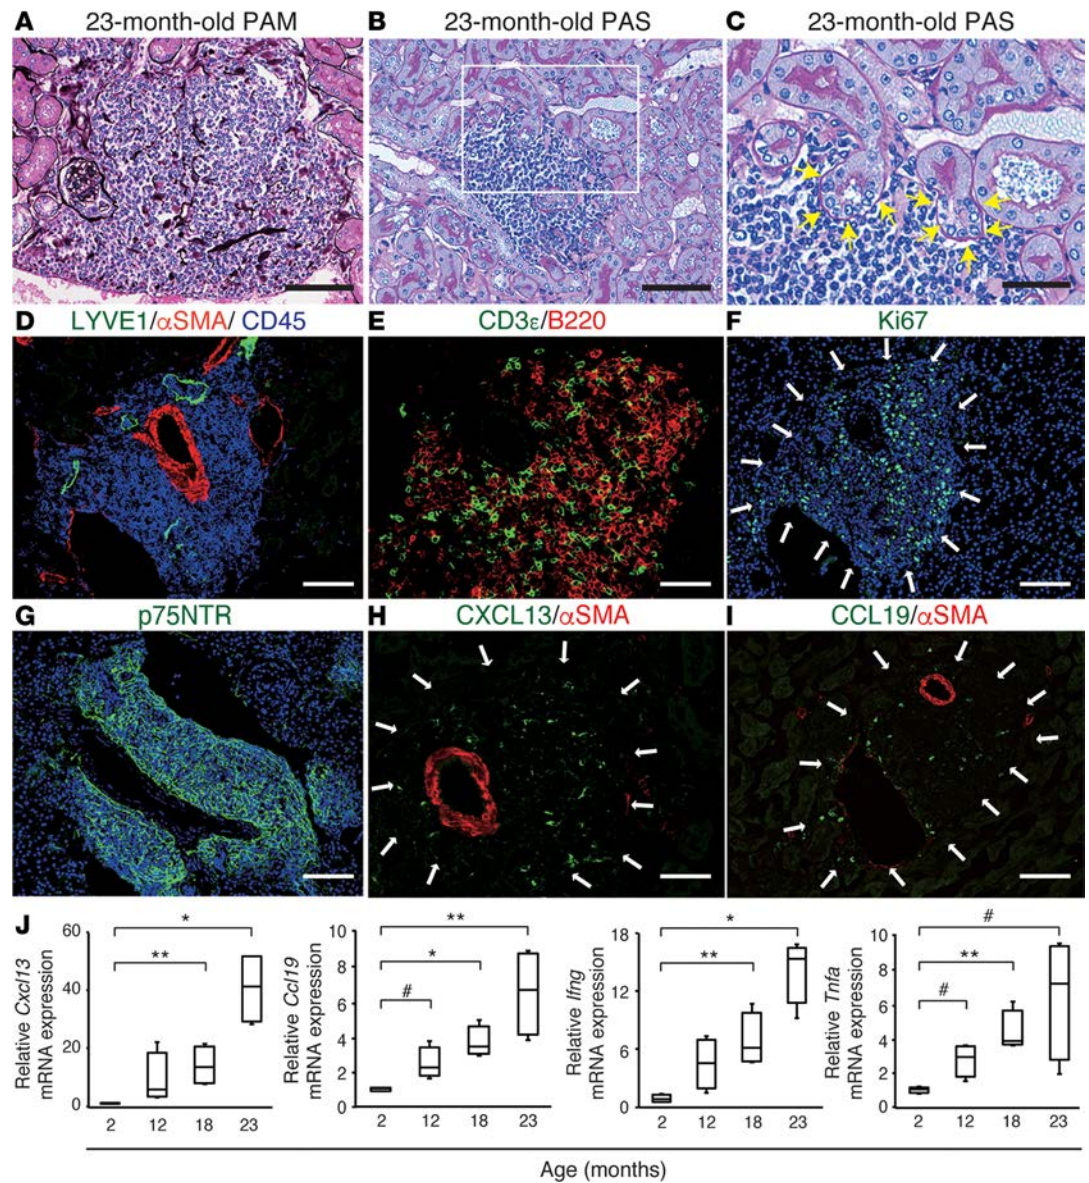 A 23-month-old PAM
B 23-month-old PAS
C 23-month-old PAS
D LYVE1/αSMA/ CD45
E CD3ε/B220
F Ki67
G p75NTR
H CXCL13/αSMA
I CCL19/αSMA
J
Relative Cxcl13
mRNA expression
60
40
20
0
*
**
2 12 18 23
Relative Ccl19
mRNA expression
10
8
6
4
2
0
**
*
#
2 12 18 23
Relative Ifng
mRNA expression
18
12
6
0
*
**
2 12 18 23
Relative Tnfa
mRNA expression
10
8
6
4
2
0
#
**
#
2 12 18 23
Age (months)